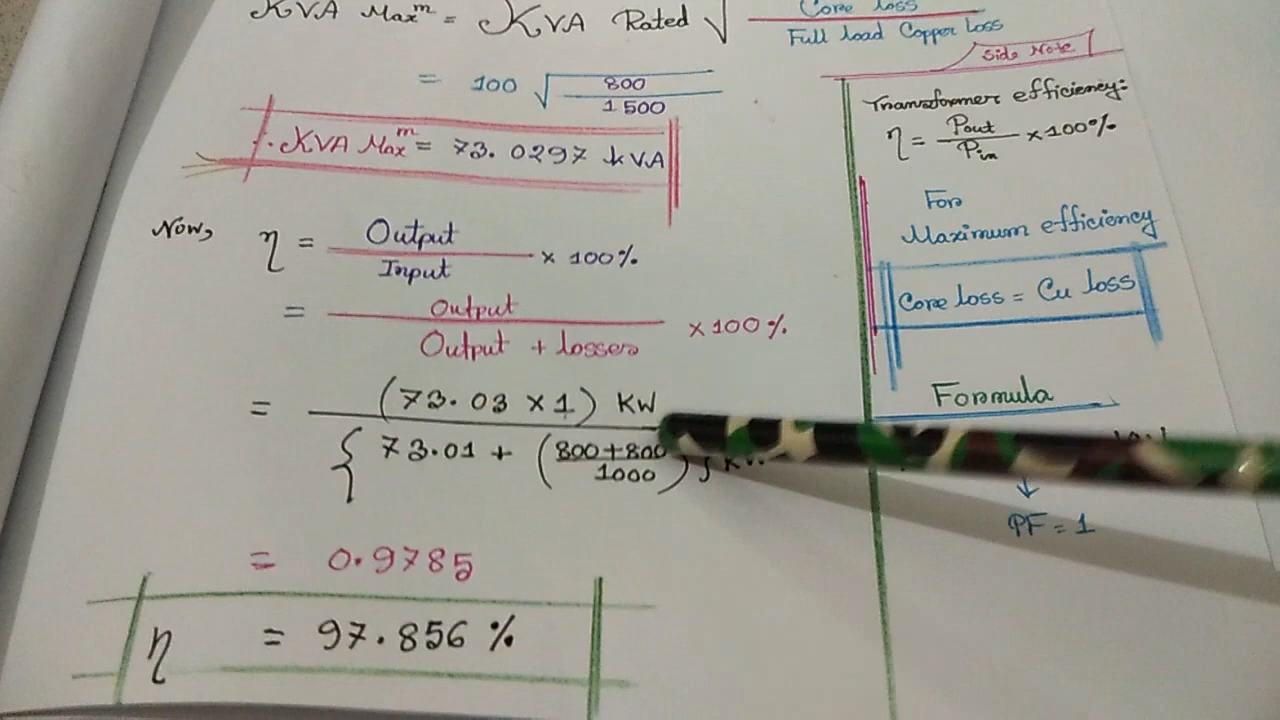 KVA Maxᵐ = KVA Rated √ Core loss / Full load Copper Loss
= 100 √ 800 / 1500
∴ KVA Maxᵐ = 73.0297 kVA
Now, η = Output / Input × 100%
= Output / Output + losses × 100%
= (73.03 × 1) KW / { 73.01 + (800+800 / 1000) }
= 0.9785
η = 97.856 %
Side Note
Transformer efficiency:
η = Pout / Pin × 100%
For
Maximum efficiency
Core loss = Cu loss
Formula
↓
PF = 1